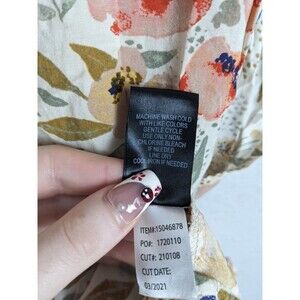 MACHINE WASH COLD
WITH LIKE COLORS
GENTLE CYCLE
USE ONLY NON-
CHLORINE BLEACH
IF NEEDED
LINE DRY
COOL IRON IF NEEDED
ITEM#:15046878
PO#: 1720110
CUT#: 210108
CUT DATE:
03/2021